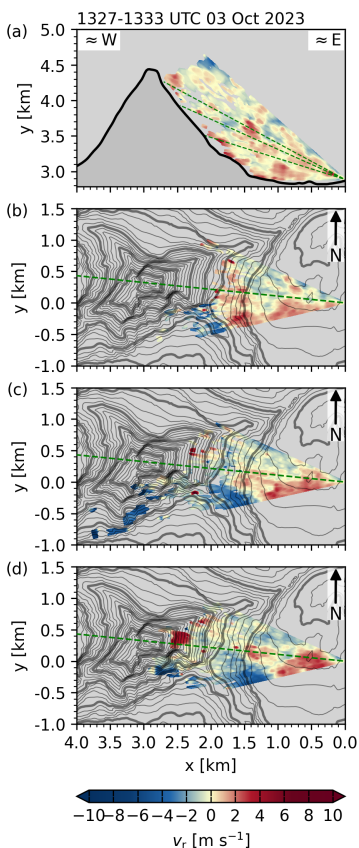 1327-1333 UTC 03 Oct 2023
(a)
≈ W
≈ E
5.0
4.5
4.0
3.5
3.0
y [km]
(b)
1.5
1.0
0.5
0.0
-0.5
-1.0
y [km]
N
(c)
1.5
1.0
0.5
0.0
-0.5
-1.0
y [km]
N
(d)
1.5
1.0
0.5
0.0
-0.5
-1.0
y [km]
N
4.0 3.5 3.0 2.5 2.0 1.5 1.0 0.5 0.0
x [km]
−10−8 −6 −4 −2 0 2 4 6 8 10
vr [m s⁻¹]